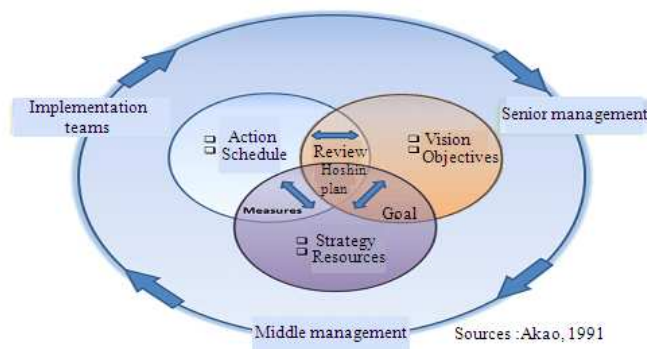 Implementation
teams
Senior management
Action
Schedule
Review
Hoshin
plan
Vision
Objectives
Measures
Goal
Strategy
Resources
Middle management
Sources :Akao, 1991